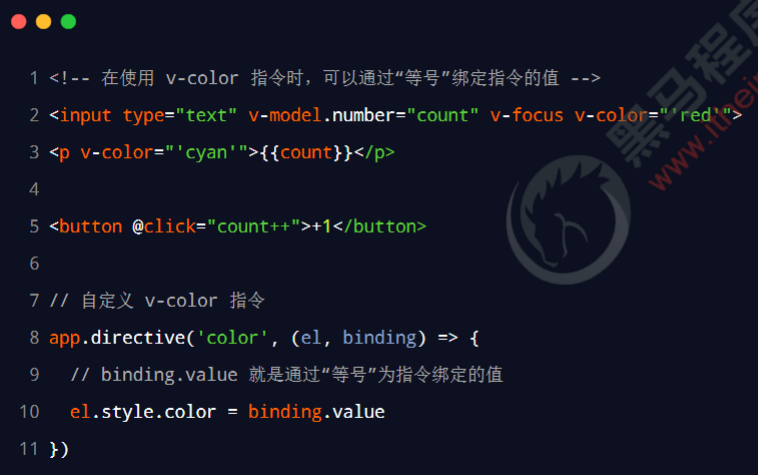 1 <!-- 在使用 v-color 指令时，可以通过“等号”绑定指令的值 -->
2 <input type="text" v-model.number="count" v-focus v-color="'red'">
3 <p v-color="'cyan'">{{count}}</p>
4
5 <button @click="count++">+1</button>
6
7 // 自定义 v-color 指令
8 app.directive('color', (el, binding) => {
9   // binding.value 就是通过“等号”为指令绑定的值
10   el.style.color = binding.value
11 })
黑马程序